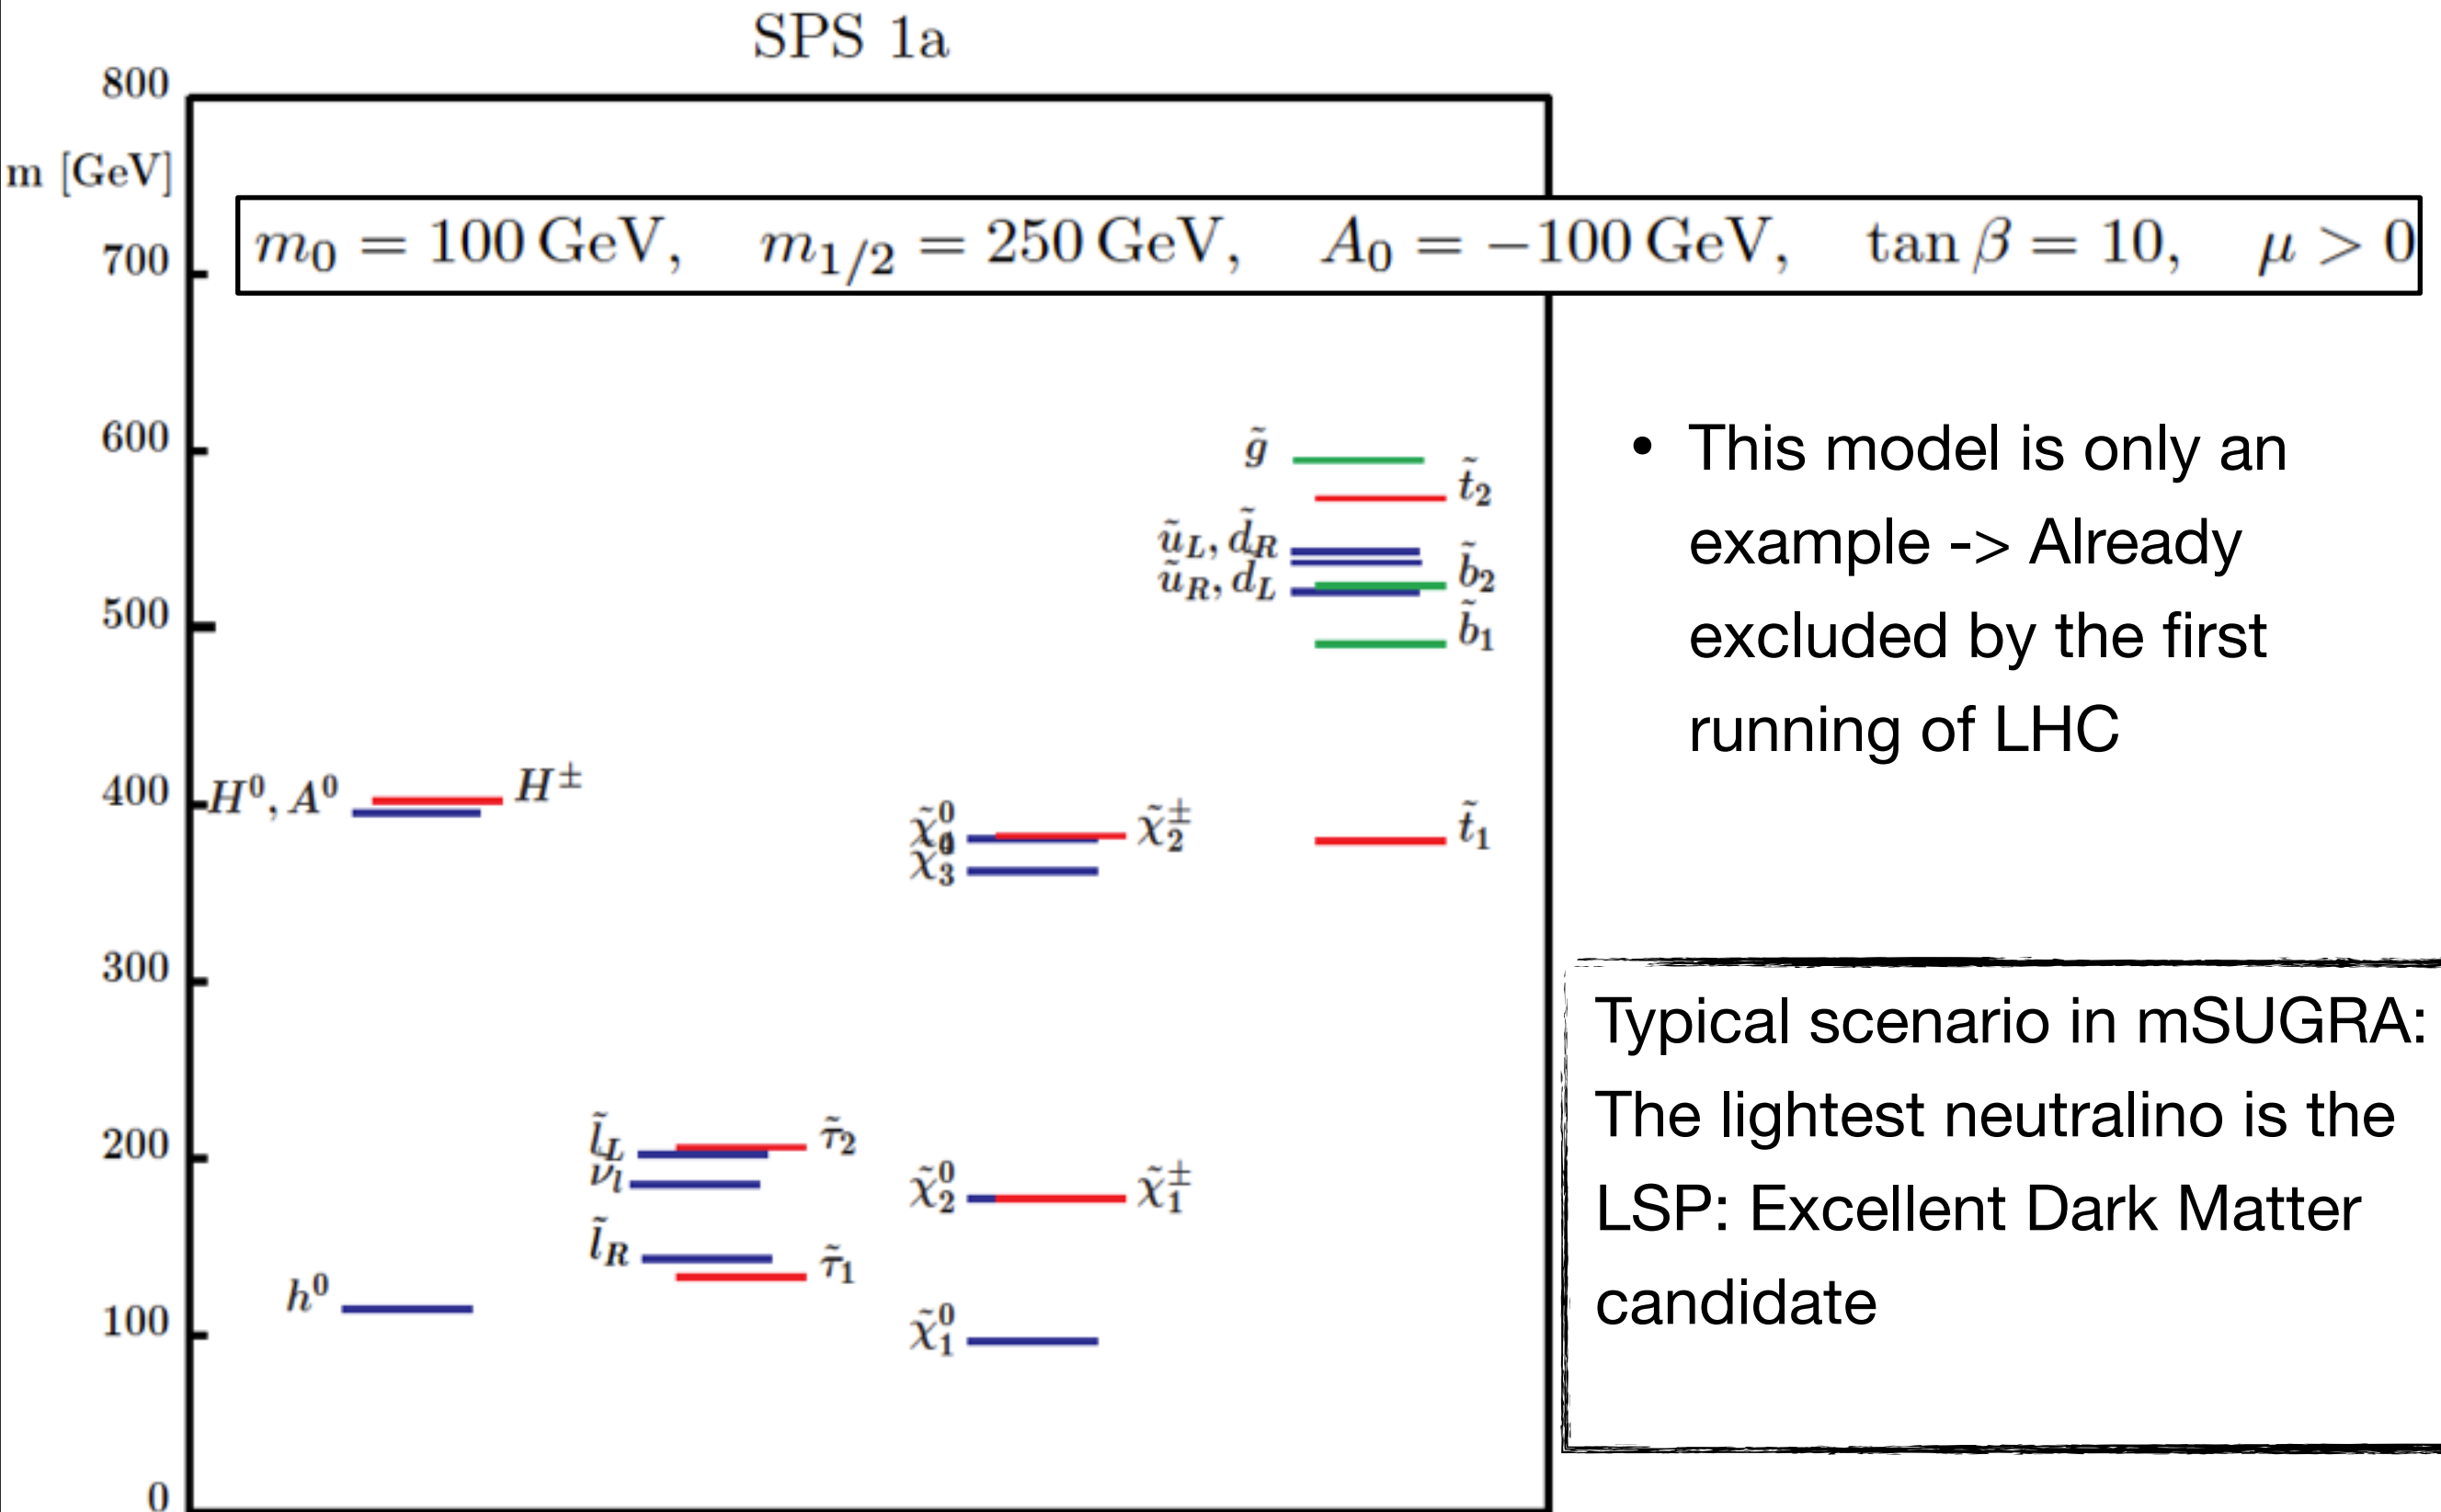 SPS 1a
800
m [GeV]
m₀ = 100 GeV, m₁/₂ = 250 GeV, A₀ = −100 GeV, tan β = 10, μ > 0
700
600
g̃
t̃₂
ũ_L, d̃_R
ũ_R, d̃_L
b̃₂
b̃₁
500
400
H⁰, A⁰
H^±
χ̃⁰₄
χ̃⁰₃
χ̃^±₂
t̃₁
300
200
l̃_L
ν̃_l
τ̃₂
χ̃⁰₂
χ̃^±₁
l̃_R
τ̃₁
h⁰
100
χ̃⁰₁
0
• This model is only an
example -> Already
excluded by the first
running of LHC
Typical scenario in mSUGRA:
The lightest neutralino is the
LSP: Excellent Dark Matter
candidate